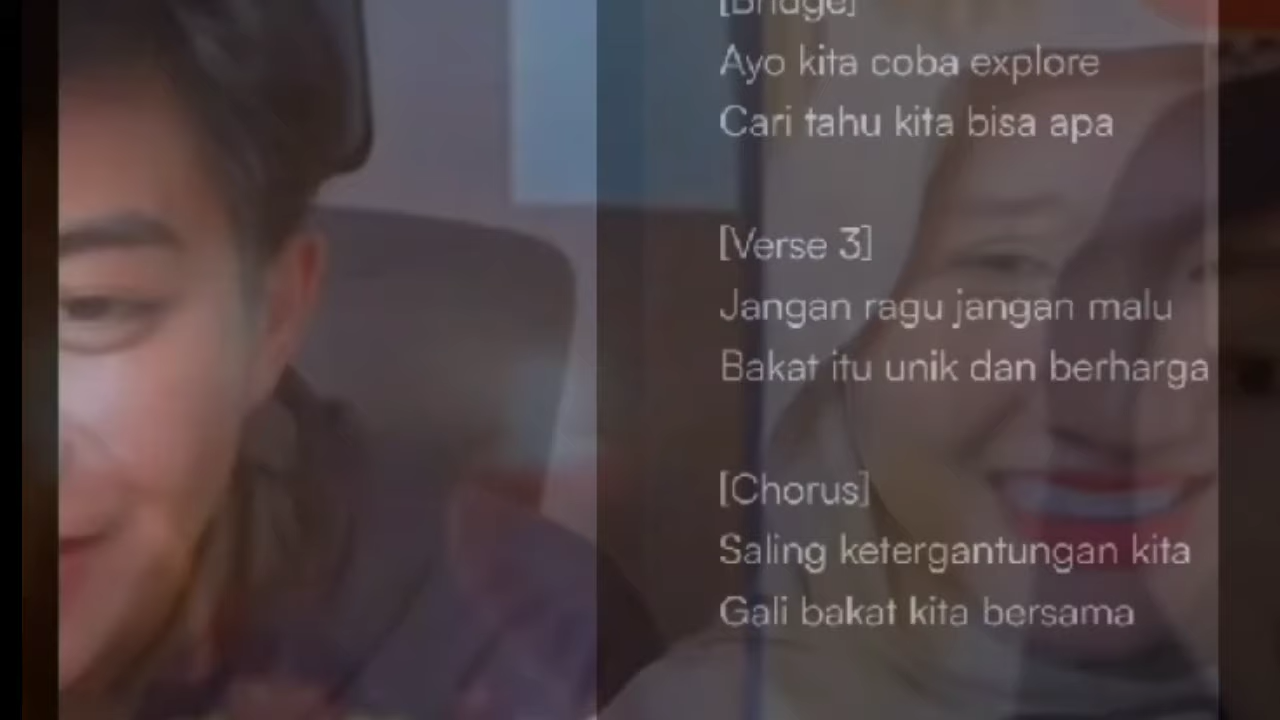 [Bridge]
Ayo kita coba explore
Cari tahu kita bisa apa
[Verse 3]
Jangan ragu jangan malu
Bakat itu unik dan berharga
[Chorus]
Saling ketergantungan kita
Gali bakat kita bersama